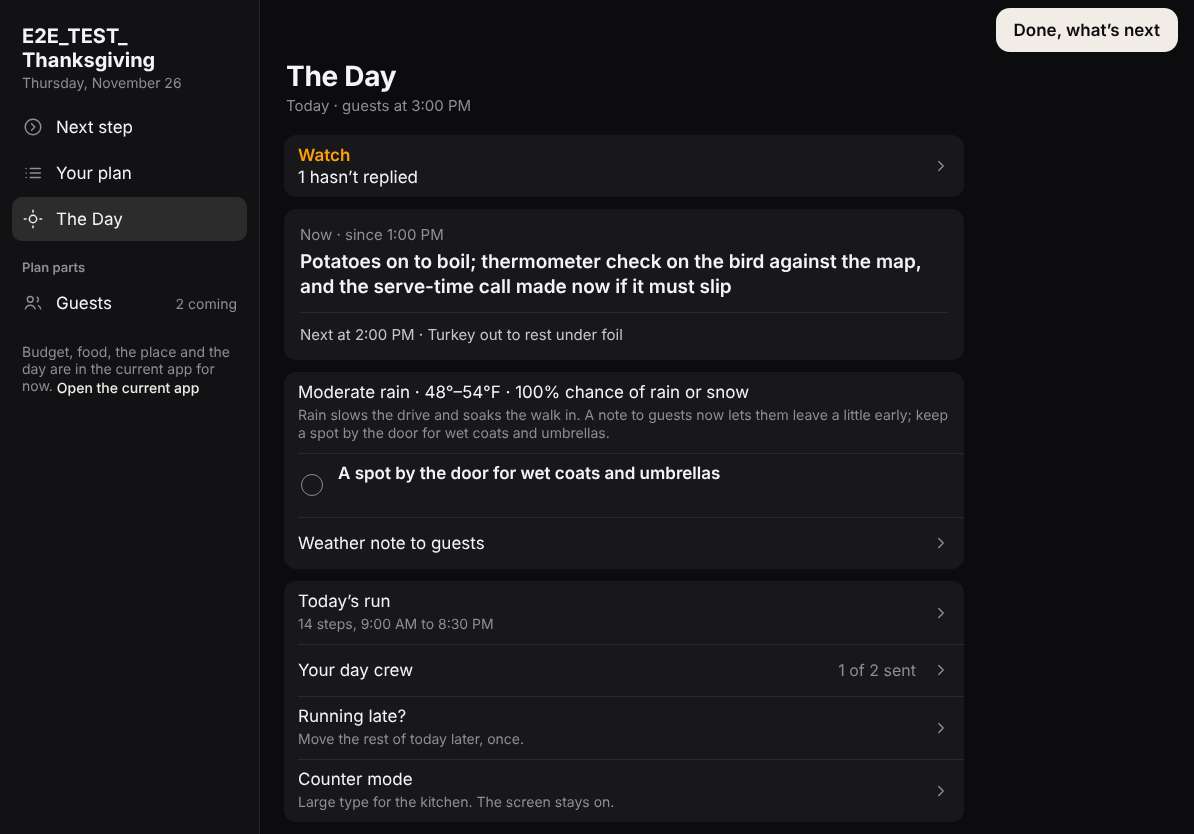 E2E_TEST_
Thanksgiving
Thursday, November 26
Next step
Your plan
The Day
Plan parts
Guests 2 coming
Budget, food, the place and the
day are in the current app for
now. Open the current app
Done, what’s next
The Day
Today · guests at 3:00 PM
Watch
1 hasn’t replied
Now · since 1:00 PM
Potatoes on to boil; thermometer check on the bird against the map,
and the serve-time call made now if it must slip
Next at 2:00 PM · Turkey out to rest under foil
Moderate rain · 48°–54°F · 100% chance of rain or snow
Rain slows the drive and soaks the walk in. A note to guests now lets them leave a little early; keep
a spot by the door for wet coats and umbrellas.
A spot by the door for wet coats and umbrellas
Weather note to guests
Today’s run
14 steps, 9:00 AM to 8:30 PM
Your day crew 1 of 2 sent
Running late?
Move the rest of today later, once.
Counter mode
Large type for the kitchen. The screen stays on.